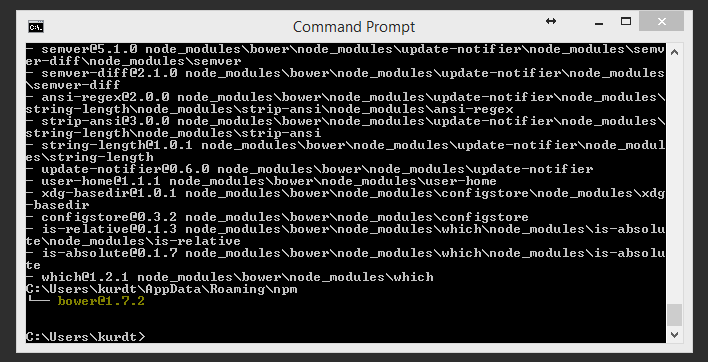 Command Prompt
- semver@5.1.0 node_modules\bower\node_modules\update-notifier\node_modules\semv
er-diff\node_modules\semver
- semver-diff@2.1.0 node_modules\bower\node_modules\update-notifier\node_modules
\semver-diff
- ansi-regex@2.0.0 node_modules\bower\node_modules\update-notifier\node_modules\
string-length\node_modules\strip-ansi\node_modules\ansi-regex
- strip-ansi@3.0.0 node_modules\bower\node_modules\update-notifier\node_modules\
string-length\node_modules\strip-ansi
- string-length@1.0.1 node_modules\bower\node_modules\update-notifier\node_modul
es\string-length
- update-notifier@0.6.0 node_modules\bower\node_modules\update-notifier
- user-home@1.1.1 node_modules\bower\node_modules\user-home
- xdg-basedir@1.0.1 node_modules\bower\node_modules\configstore\node_modules\xdg
-basedir
- configstore@0.3.2 node_modules\bower\node_modules\configstore
- is-relative@0.1.3 node_modules\bower\node_modules\which\node_modules\is-absolu
te\node_modules\is-relative
- is-absolute@0.1.7 node_modules\bower\node_modules\which\node_modules\is-absolu
te
- which@1.2.1 node_modules\bower\node_modules\which
C:\Users\kurdt\AppData\Roaming\npm
└── bower@1.7.2
C:\Users\kurdt>